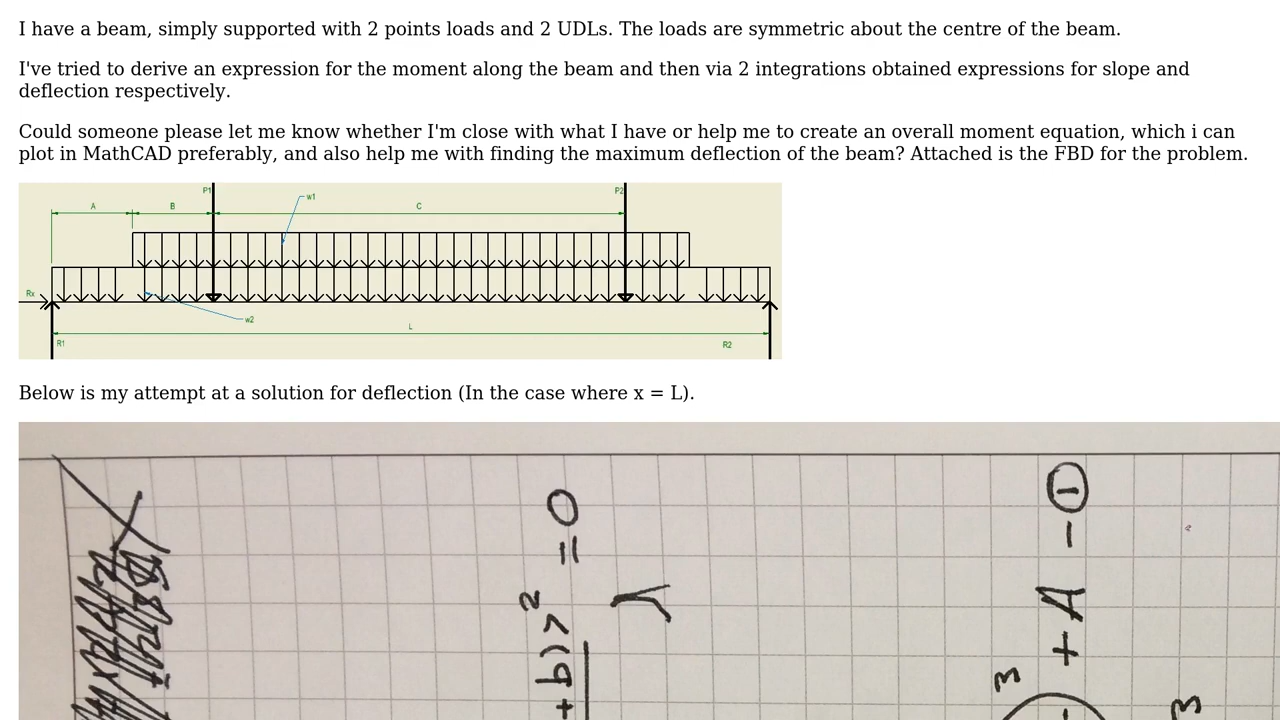 I have a beam, simply supported with 2 points loads and 2 UDLs. The loads are symmetric about the centre of the beam.
I've tried to derive an expression for the moment along the beam and then via 2 integrations obtained expressions for slope and
deflection respectively.
Could someone please let me know whether I'm close with what I have or help me to create an overall moment equation, which i can
plot in MathCAD preferably, and also help me with finding the maximum deflection of the beam? Attached is the FBD for the problem.
P1 P2
w1
A B C
Rx
w2
L
R1 R2
Below is my attempt at a solution for deflection (In the case where x = L).
+ b)>² = 0
3 + A - ①
3